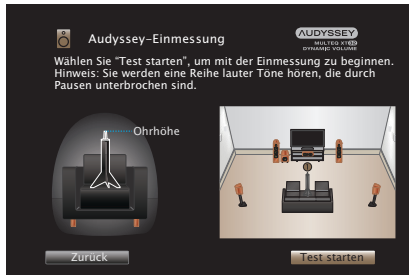 Audyssey-Einmessung
AUDYSSEY
MULTEQ XT32
DYNAMIC VOLUME
Wählen Sie “Test starten”, um mit der Einmessung zu beginnen.
Hinweis: Sie werden eine Reihe lauter Töne hören, die durch
Pausen unterbrochen sind.
Ohrhöhe
Zurück
Test starten